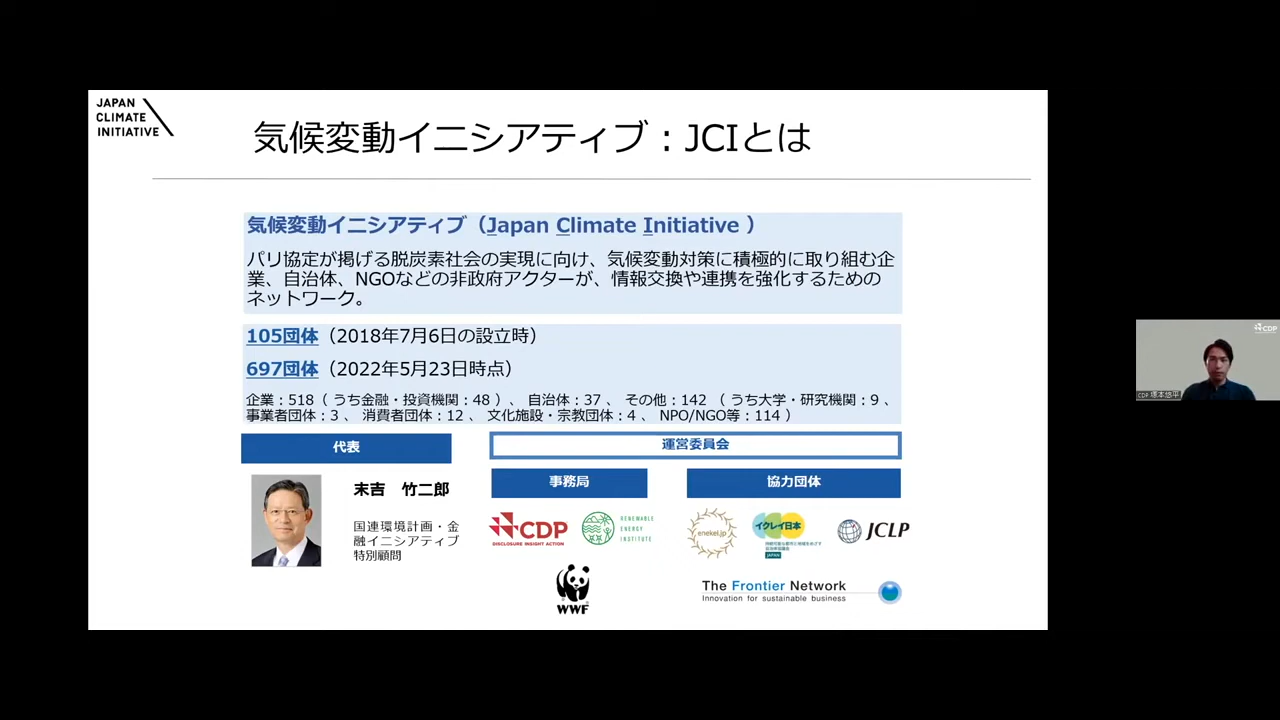 JAPAN
CLIMATE
INITIATIVE
気候変動イニシアティブ：JCIとは
気候変動イニシアティブ（Japan Climate Initiative ）
パリ協定が掲げる脱炭素社会の実現に向け、気候変動対策に積極的に取り組む企
業、自治体、NGOなどの非政府アクターが、情報交換や連携を強化するための
ネットワーク。
105団体（2018年7月6日の設立時）
697団体（2022年5月23日時点）
企業：518（ うち金融・投資機関：48 ）、 自治体：37 、 その他：142 （ うち大学・研究機関：9 、
事業者団体：3 、 消費者団体：12 、 文化施設・宗教団体：4 、 NPO/NGO等：114 ）
代表
運営委員会
末吉　竹二郎
国連環境計画・金
融イニシアティブ
特別顧問
事務局
協力団体
CDP
DISCLOSURE INSIGHT ACTION
RENEWABLE
ENERGY
INSTITUTE
WWF
enekei.jp
イクレイ日本
JAPAN
JCLP
The Frontier Network
Innovation for sustainable business
CDP
CDP 塚本悠平